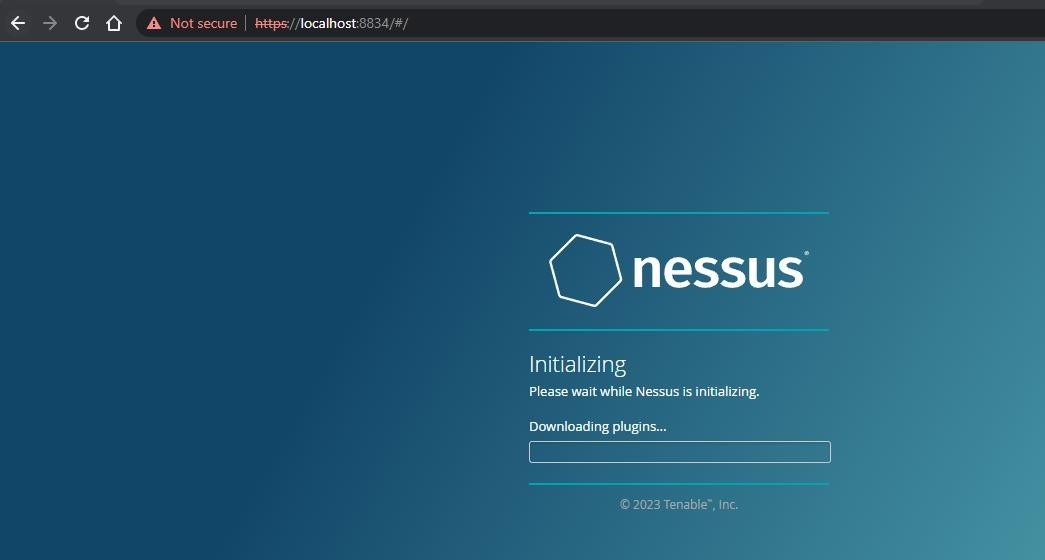 Not secure | https://localhost:8834/#/
nessus®
Initializing
Please wait while Nessus is initializing.
Downloading plugins...
© 2023 Tenable™, Inc.